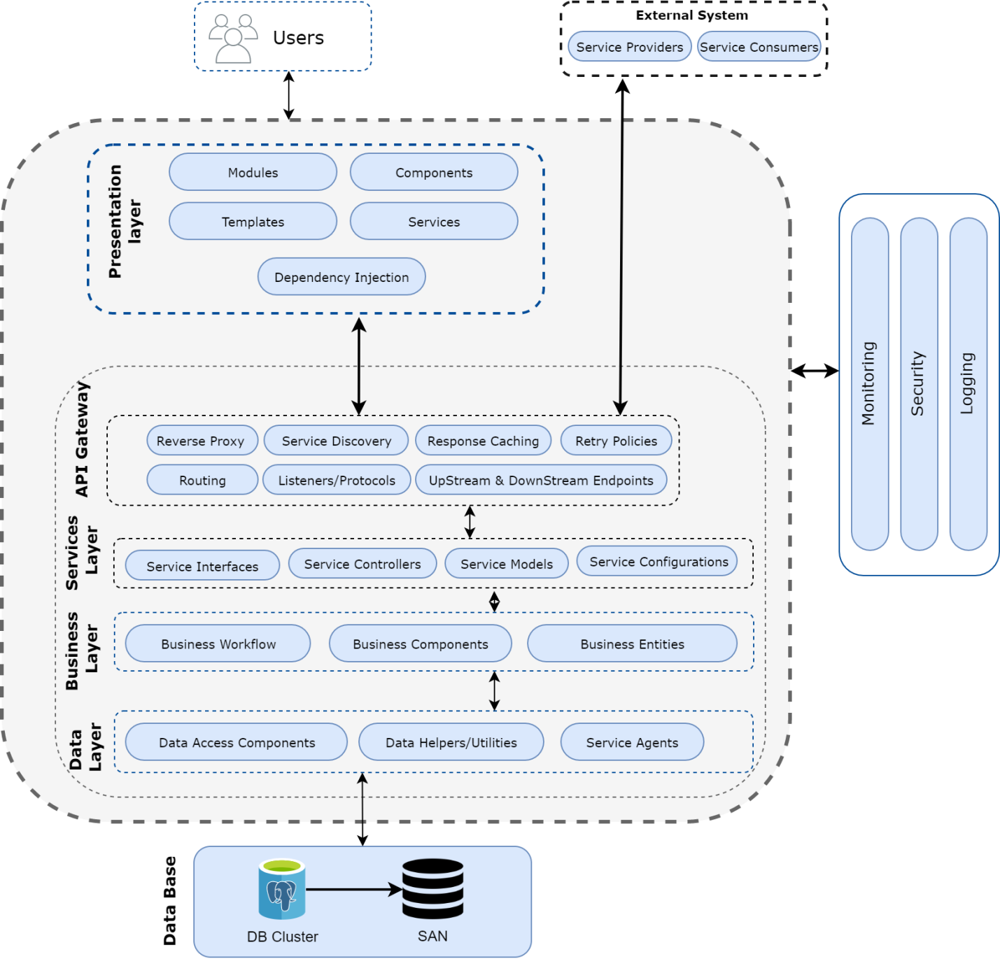 Users
External System
Service Providers
Service Consumers
Presentation
layer
Modules
Components
Templates
Services
Dependency Injection
API Gateway
Reverse Proxy
Service Discovery
Response Caching
Retry Policies
Routing
Listeners/Protocols
UpStream & DownStream Endpoints
Services
Layer
Service Interfaces
Service Controllers
Service Models
Service Configurations
Business
Layer
Business Workflow
Business Components
Business Entities
Data
Layer
Data Access Components
Data Helpers/Utilities
Service Agents
Monitoring
Security
Logging
Data Base
DB Cluster
SAN